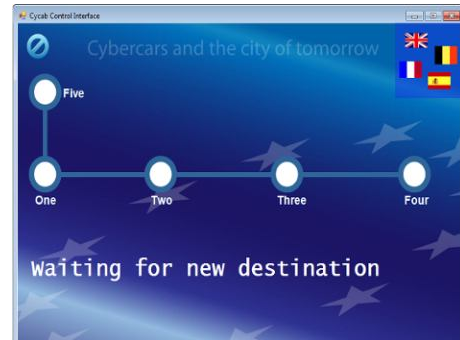 Cycab Control Interface
Cybercars and the city of tomorrow
Five
One Two Three Four
Waiting for new destination